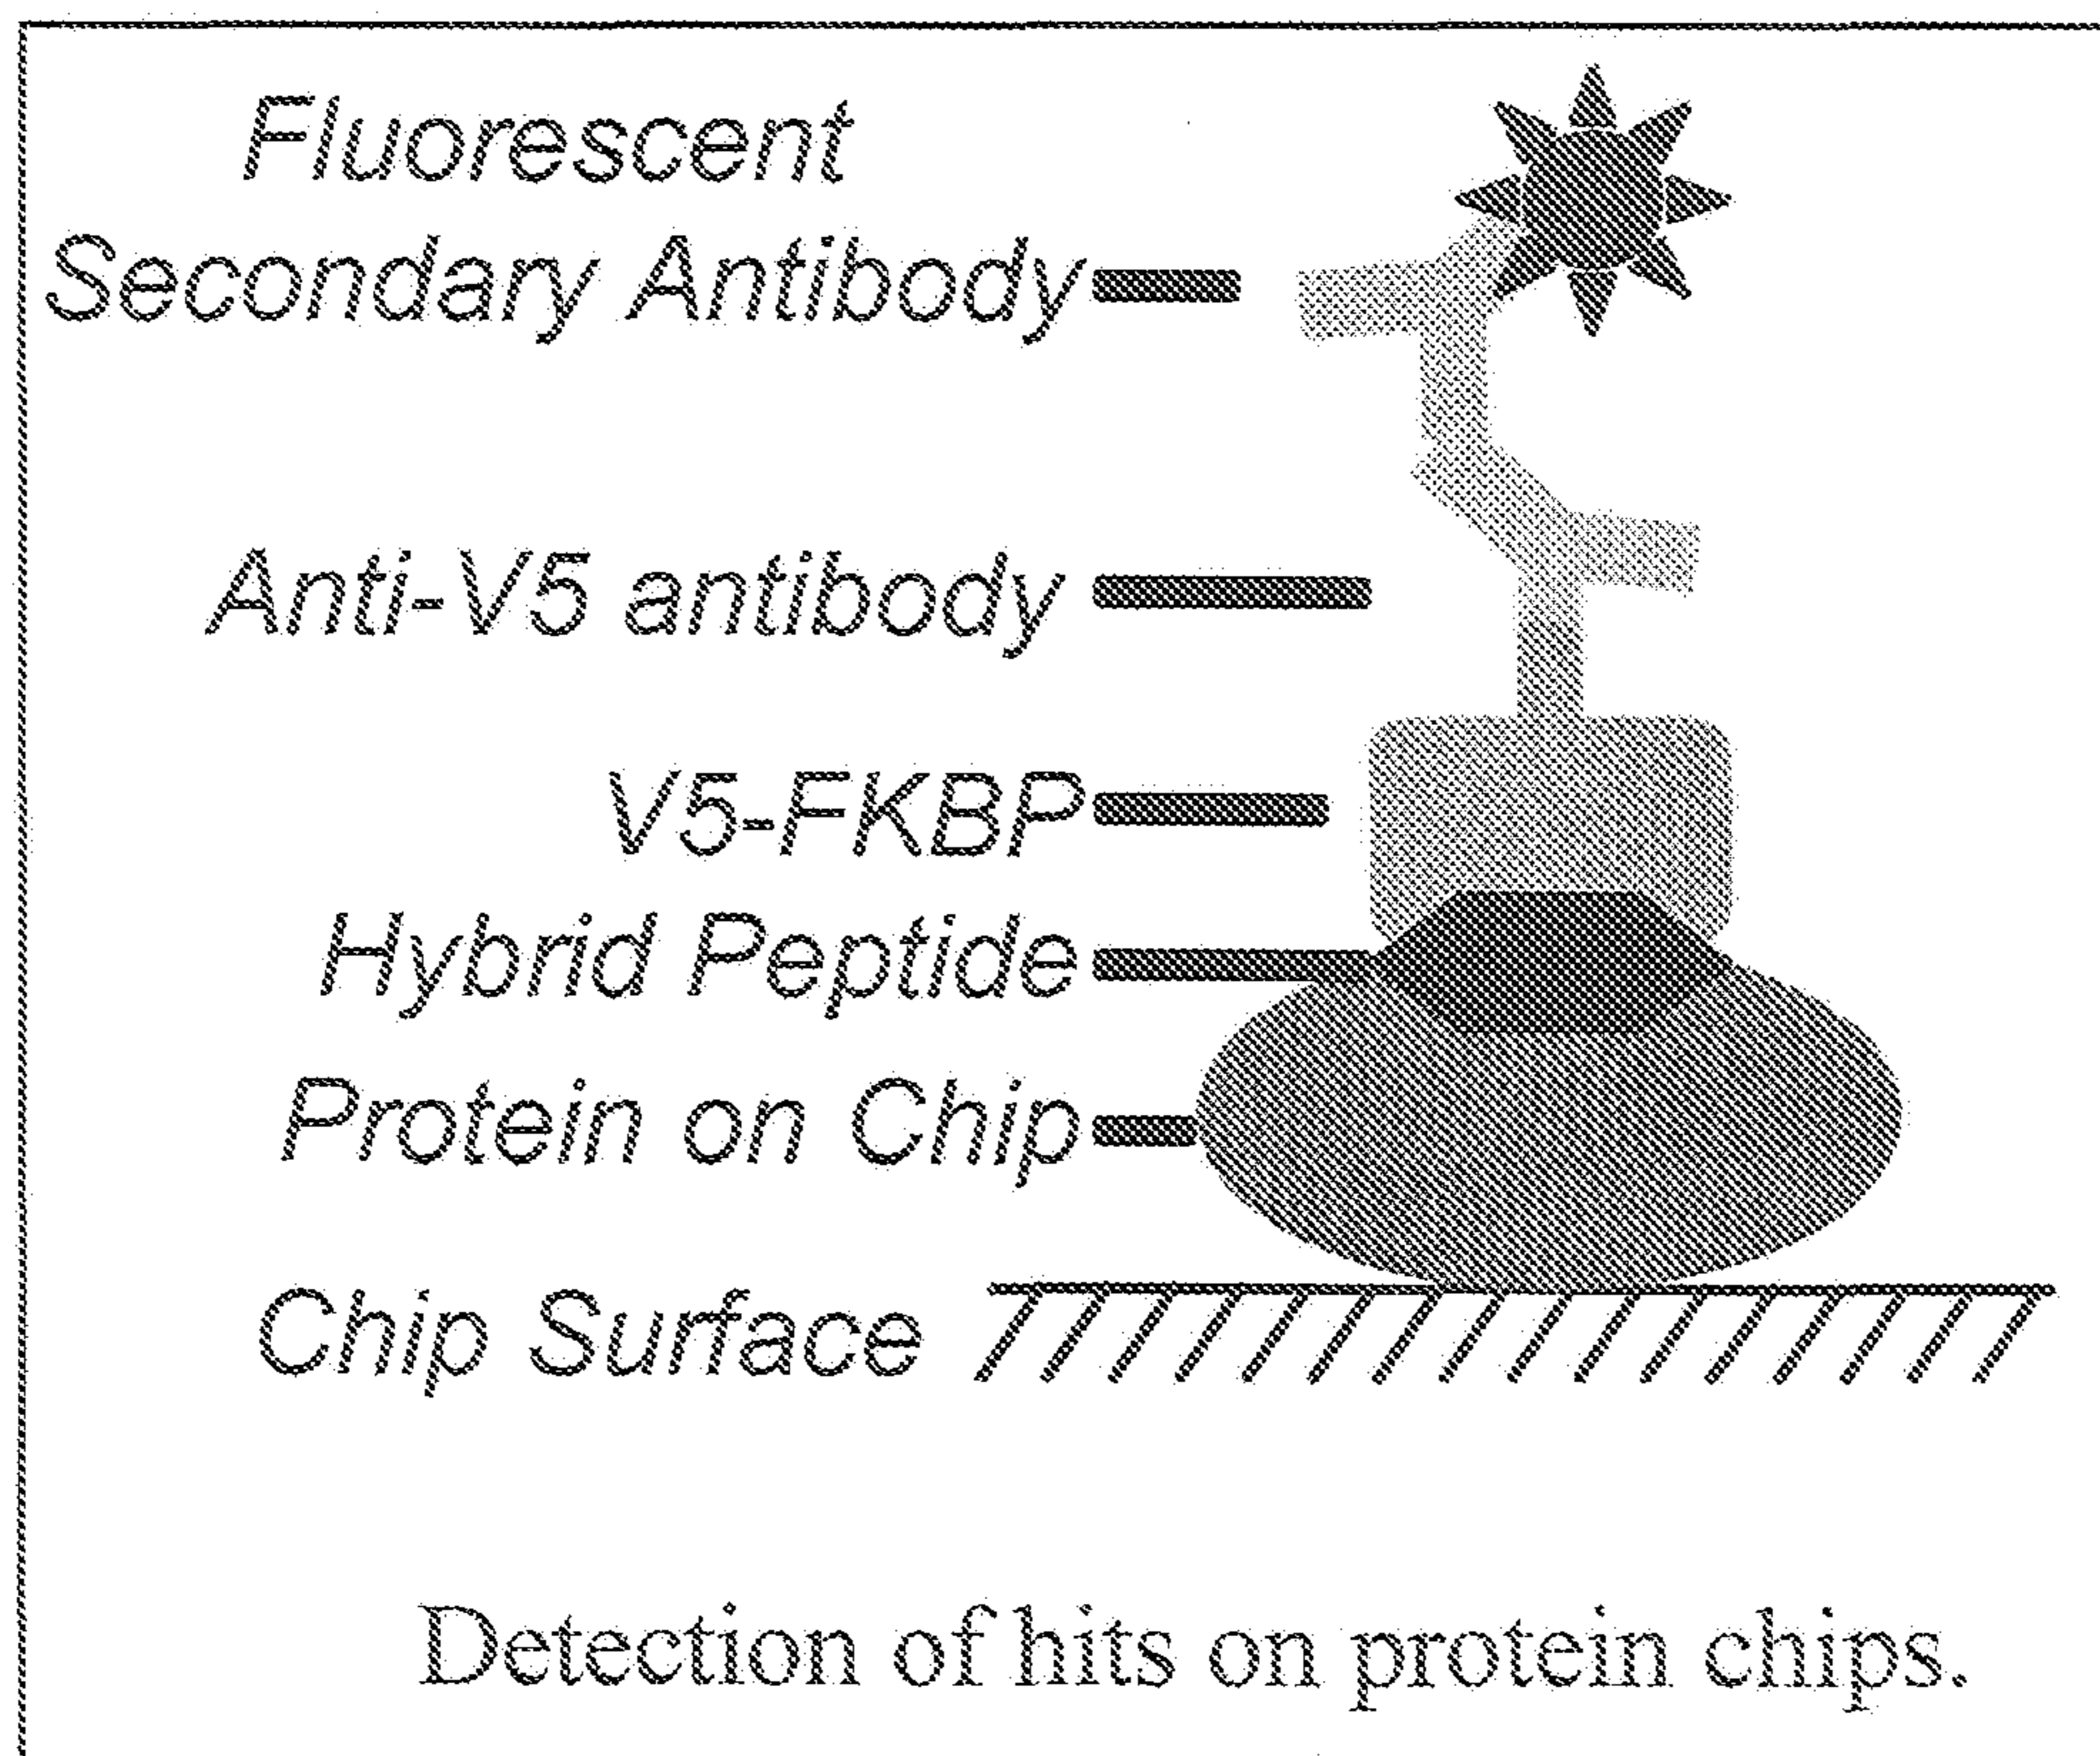 Fluorescent
Secondary Antibody
Anti-V5 antibody
V5-FKBP
Hybrid Peptide
Protein on Chip
Chip Surface
Detection of hits on protein chips.